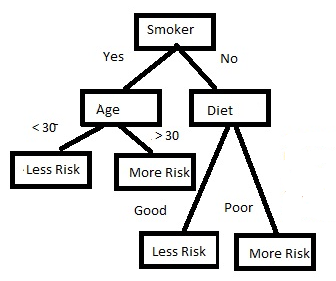 Smoker
Yes
No
Age
Diet
< 30
> 30
Less Risk
More Risk
Good
Poor
Less Risk
More Risk